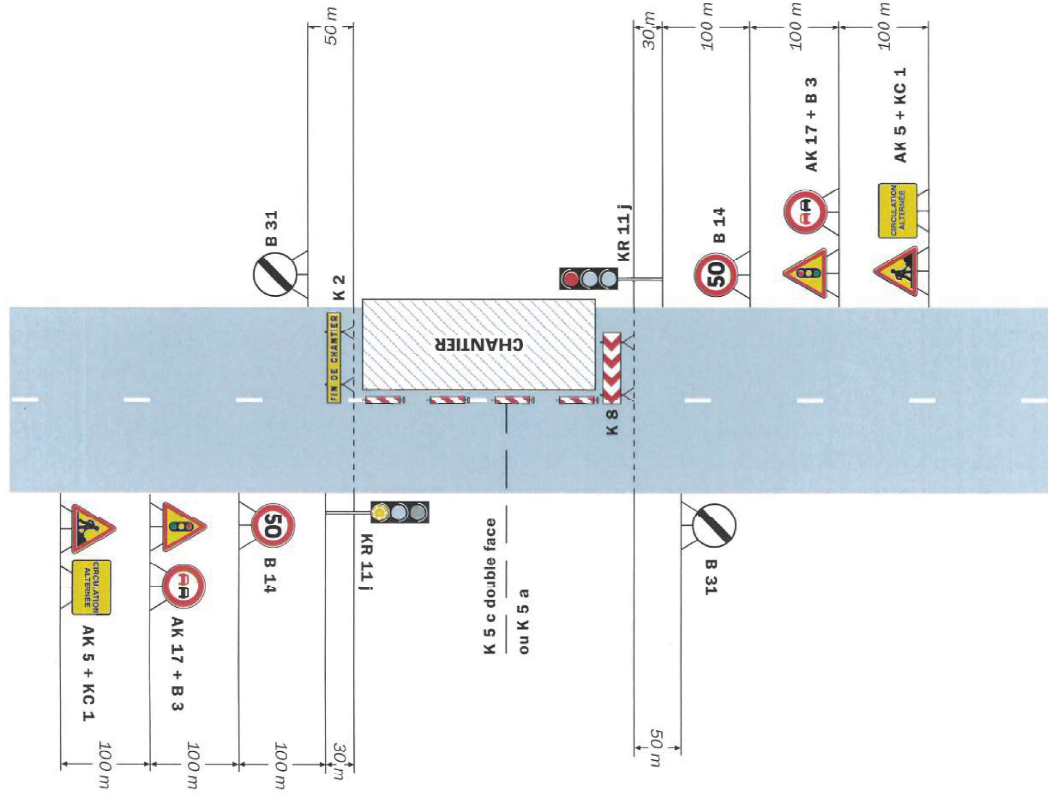 50 m
30 m
100 m
100 m
100 m
B 31
K 2
FIN DE CHANTIER
CHANTIER
KR 11 j
K 8
50
B 14
AK 17 + B 3
CIRCULATION
ALTERNÉE
AK 5 + KC 1
CIRCULATION
ALTERNÉE
AK 5 + KC 1
AK 17 + B 3
50
B 14
KR 11 j
K 5 c double face
ou K 5 a
B 31
100 m
100 m
100 m
30 m
50 m